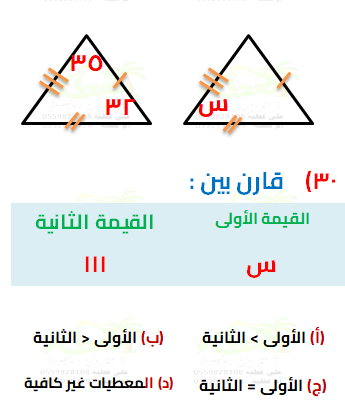 ٣٥
٣٢
س
٣٠) قارن بين :
القيمة الأولى
القيمة الثانية
س
١١١
(أ) الأولى > الثانية
(ب) الأولى < الثانية
(ج) الأولى = الثانية
(د) المعطيات غير كافية